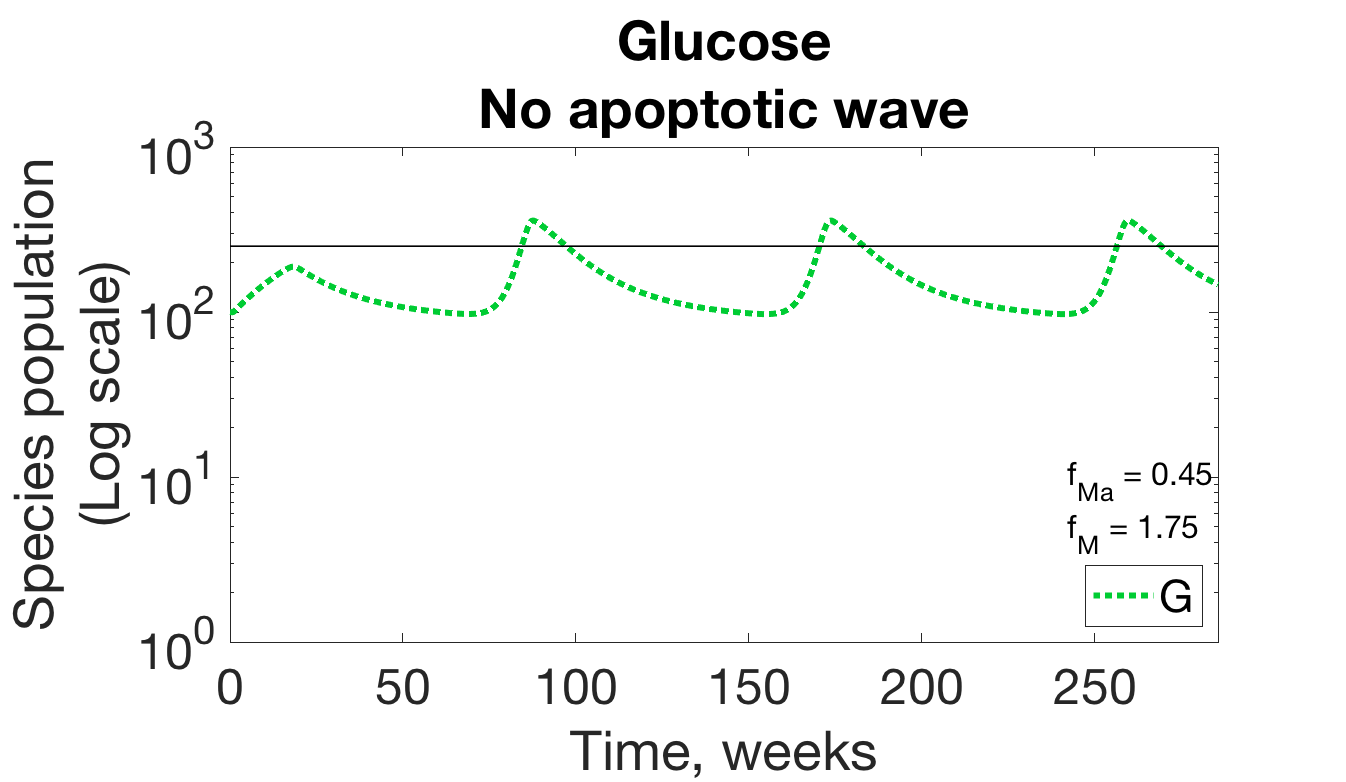 Glucose
No apoptotic wave
Species population
(Log scale)
10^3
10^2
10^1
10^0
f_Ma = 0.45
f_M = 1.75
G
0 50 100 150 200 250
Time, weeks